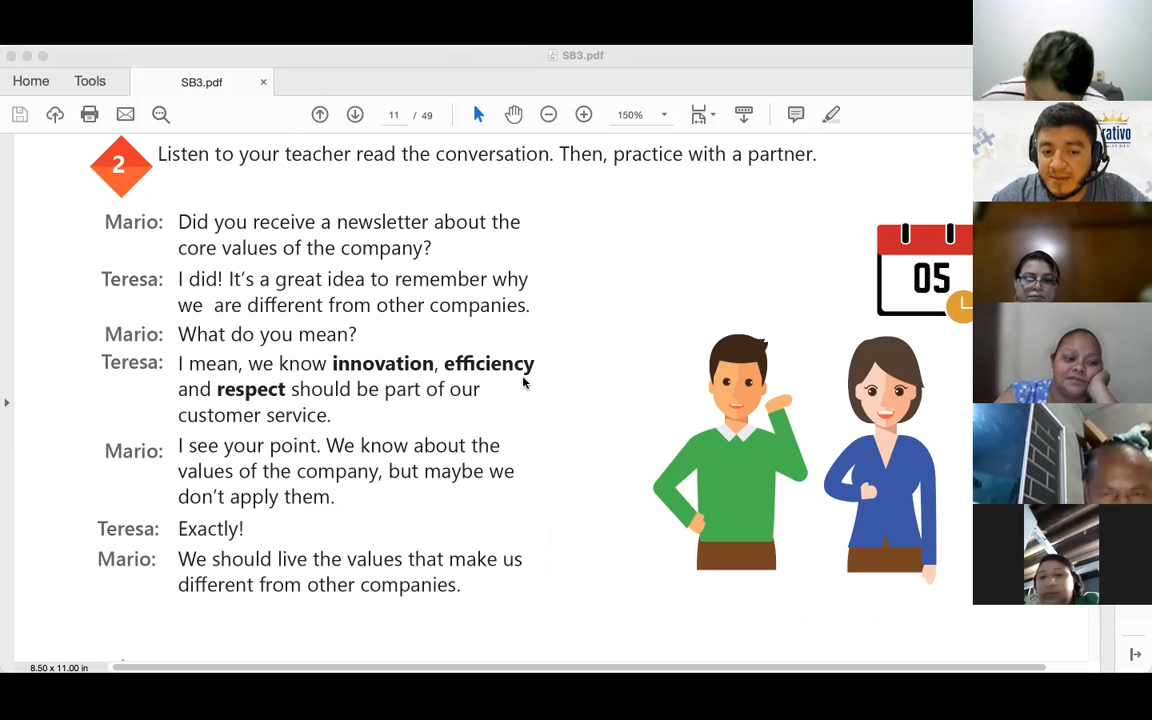 SB3.pdf
Home
Tools
SB3.pdf
×
11 / 49
150%
2
Listen to your teacher read the conversation. Then, practice with a partner.
Mario: Did you receive a newsletter about the
core values of the company?
Teresa: I did! It's a great idea to remember why
we are different from other companies.
Mario: What do you mean?
Teresa: I mean, we know innovation, efficiency
and respect should be part of our
customer service.
Mario: I see your point. We know about the
values of the company, but maybe we
don't apply them.
Teresa: Exactly!
Mario: We should live the values that make us
different from other companies.
05
rativo
8.50 x 11.00 in